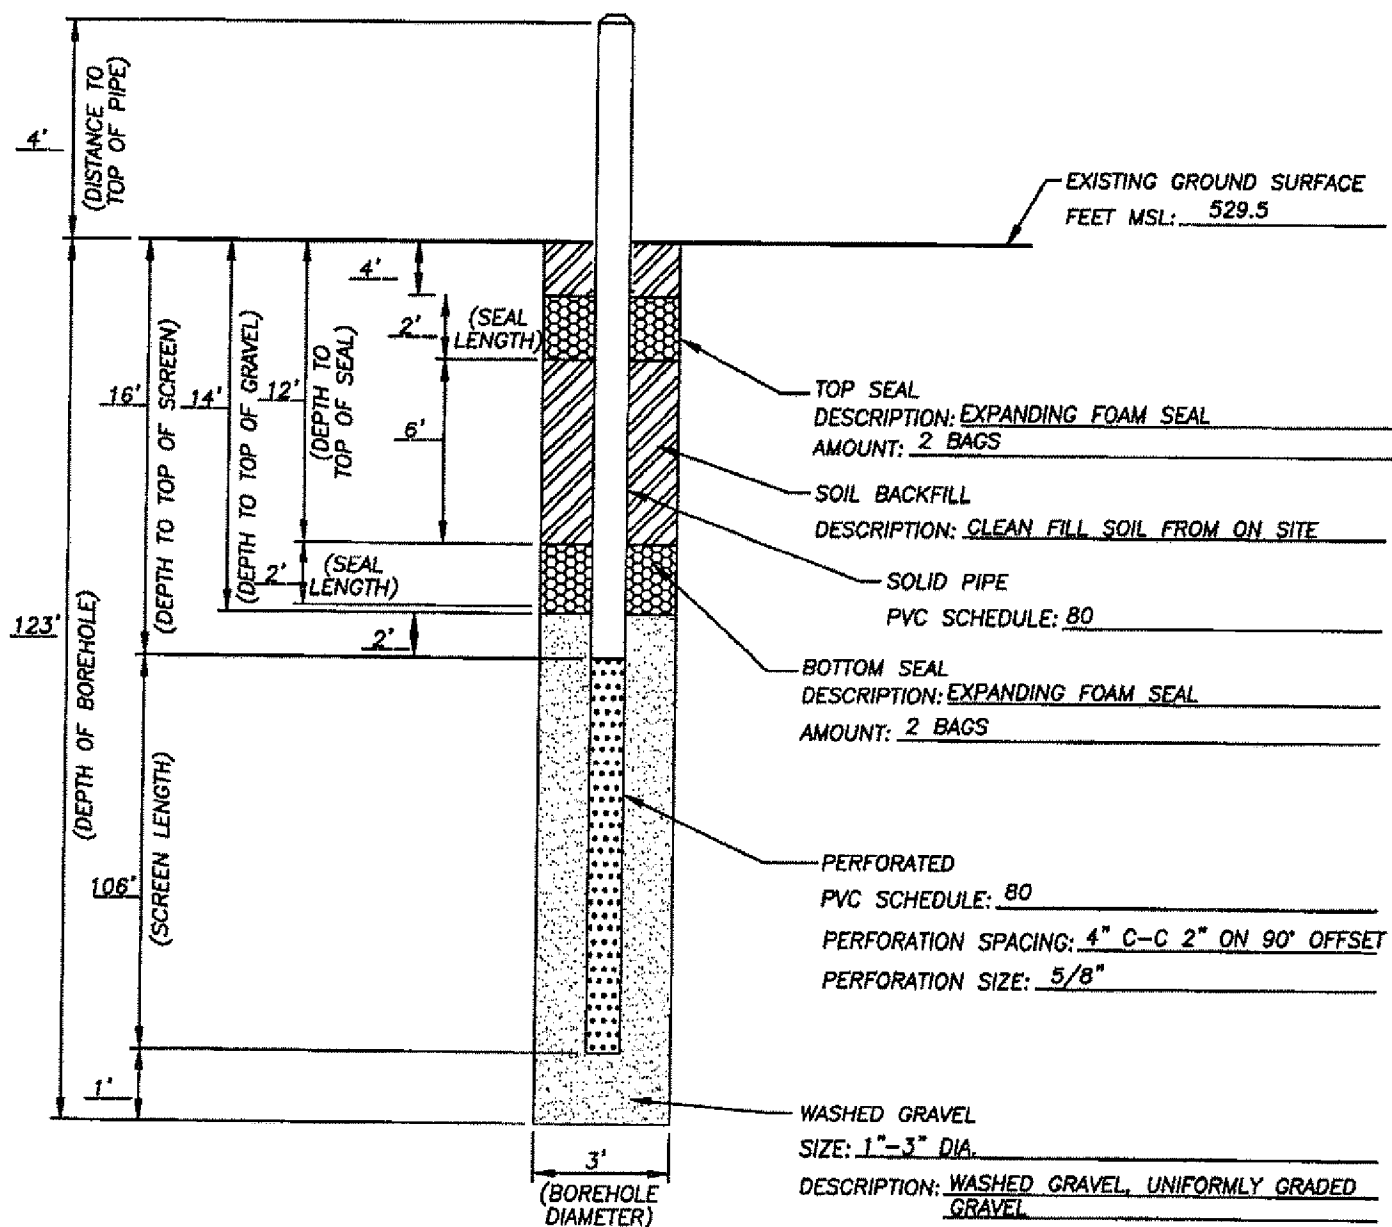 4'
(DISTANCE TO
TOP OF PIPE)
EXISTING GROUND SURFACE
FEET MSL: 529.5
4'
2'
(SEAL
LENGTH)
16'
(DEPTH TO TOP OF SCREEN)
14'
(DEPTH TO TOP OF GRAVEL)
12'
(DEPTH TO
TOP OF SEAL)
6'
TOP SEAL
DESCRIPTION: EXPANDING FOAM SEAL
AMOUNT: 2 BAGS
SOIL BACKFILL
DESCRIPTION: CLEAN FILL SOIL FROM ON SITE
2'
(SEAL
LENGTH)
SOLID PIPE
PVC SCHEDULE: 80
123'
(DEPTH OF BOREHOLE)
2'
BOTTOM SEAL
DESCRIPTION: EXPANDING FOAM SEAL
AMOUNT: 2 BAGS
106'
(SCREEN LENGTH)
PERFORATED
PVC SCHEDULE: 80
PERFORATION SPACING: 4" C-C 2" ON 90° OFFSET
PERFORATION SIZE: 5/8"
1'
WASHED GRAVEL
SIZE: 1"-3" DIA.
DESCRIPTION: WASHED GRAVEL, UNIFORMLY GRADED
GRAVEL
3'
(BOREHOLE
DIAMETER)